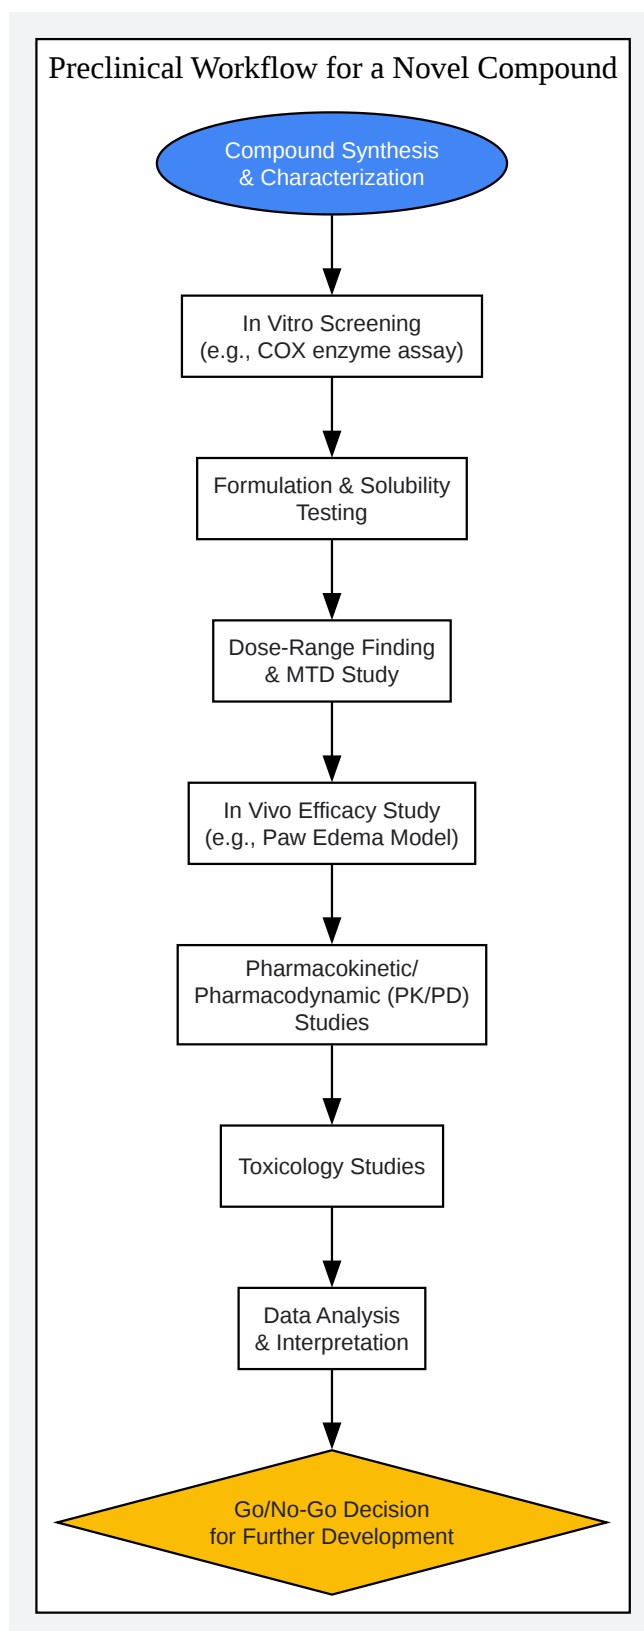 Preclinical Workflow for a Novel Compound
Compound Synthesis
& Characterization
In Vitro Screening
(e.g., COX enzyme assay)
Formulation & Solubility
Testing
Dose-Range Finding
& MTD Study
In Vivo Efficacy Study
(e.g., Paw Edema Model)
Pharmacokinetic/
Pharmacodynamic (PK/PD)
Studies
Toxicology Studies
Data Analysis
& Interpretation
Go/No-Go Decision
for Further Development